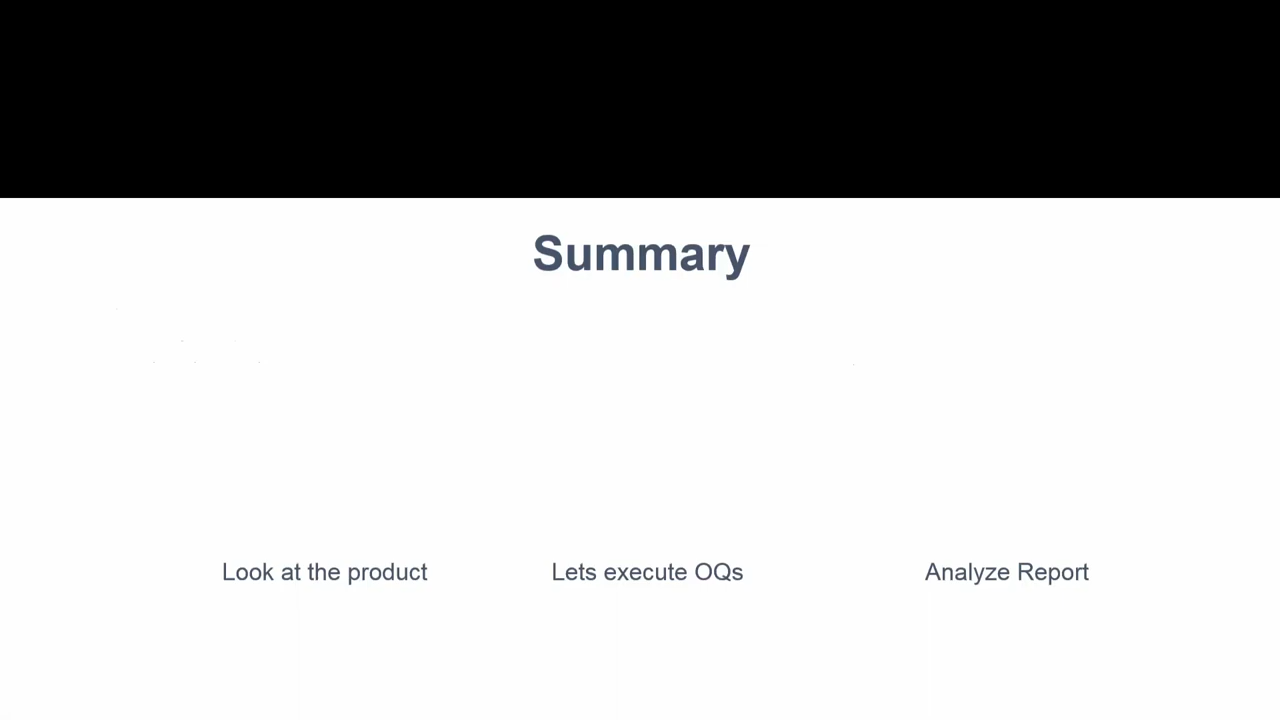 Summary
Look at the product
Lets execute OQs
Analyze Report